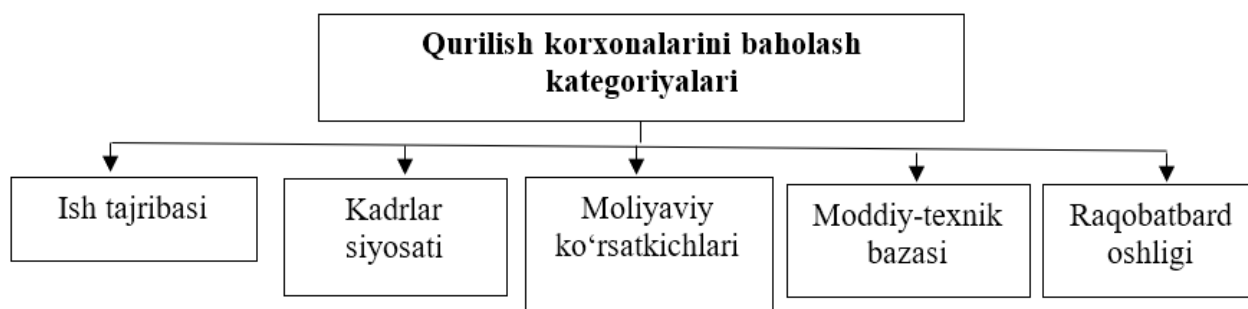 Qurilish korxonalarini baholash
kategoriyalari
Ish tajribasi
Kadrlar
siyosati
Moliyaviy
ko‘rsatkichlari
Moddiy-texnik
bazasi
Raqobatbard
oshligi